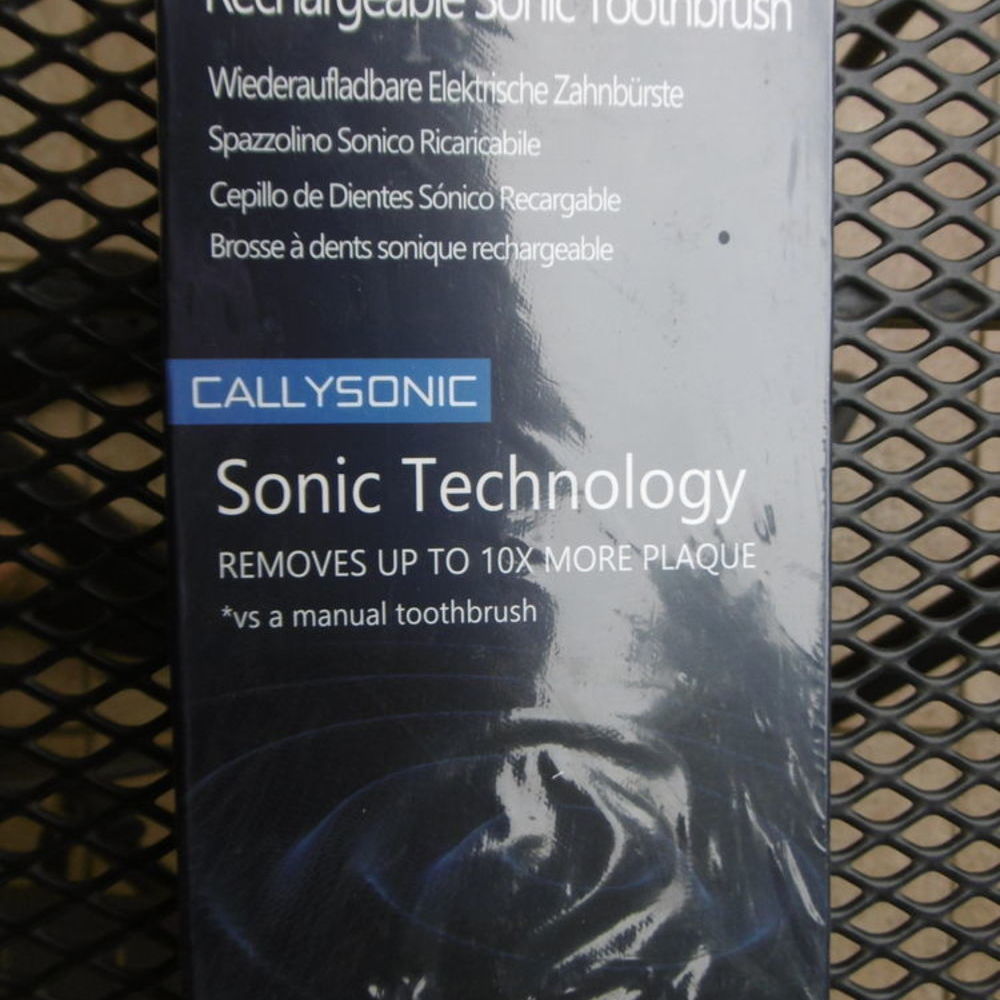 Rechargeable Sonic Toothbrush
Wiederaufladbare Elektrische Zahnbürste
Spazzolino Sonico Ricaricabile
Cepillo de Dientes Sónico Recargable
Brosse à dents sonique rechargeable
CALLYSONIC
Sonic Technology
REMOVES UP TO 10X MORE PLAQUE
*vs a manual toothbrush